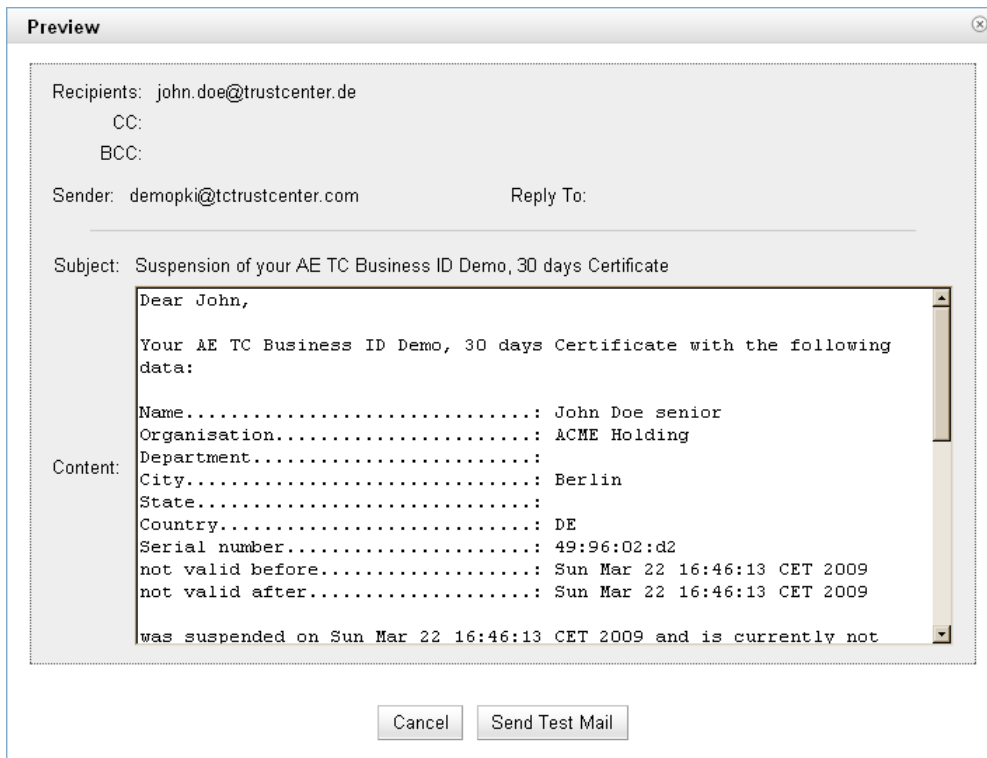 Preview
Recipients: john.doe@trustcenter.de
CC:
BCC:
Sender: demopki@tctrustcenter.com Reply To:
Subject: Suspension of your AE TC Business ID Demo, 30 days Certificate
Content:
Dear John,
Your AE TC Business ID Demo, 30 days Certificate with the following
data:
Name...............................: John Doe senior
Organisation.......................: ACME Holding
Department.........................:
City...............................: Berlin
State..............................:
Country............................: DE
Serial number......................: 49:96:02:d2
not valid before...................: Sun Mar 22 16:46:13 CET 2009
not valid after....................: Sun Mar 22 16:46:13 CET 2009
was suspended on Sun Mar 22 16:46:13 CET 2009 and is currently not
Cancel Send Test Mail